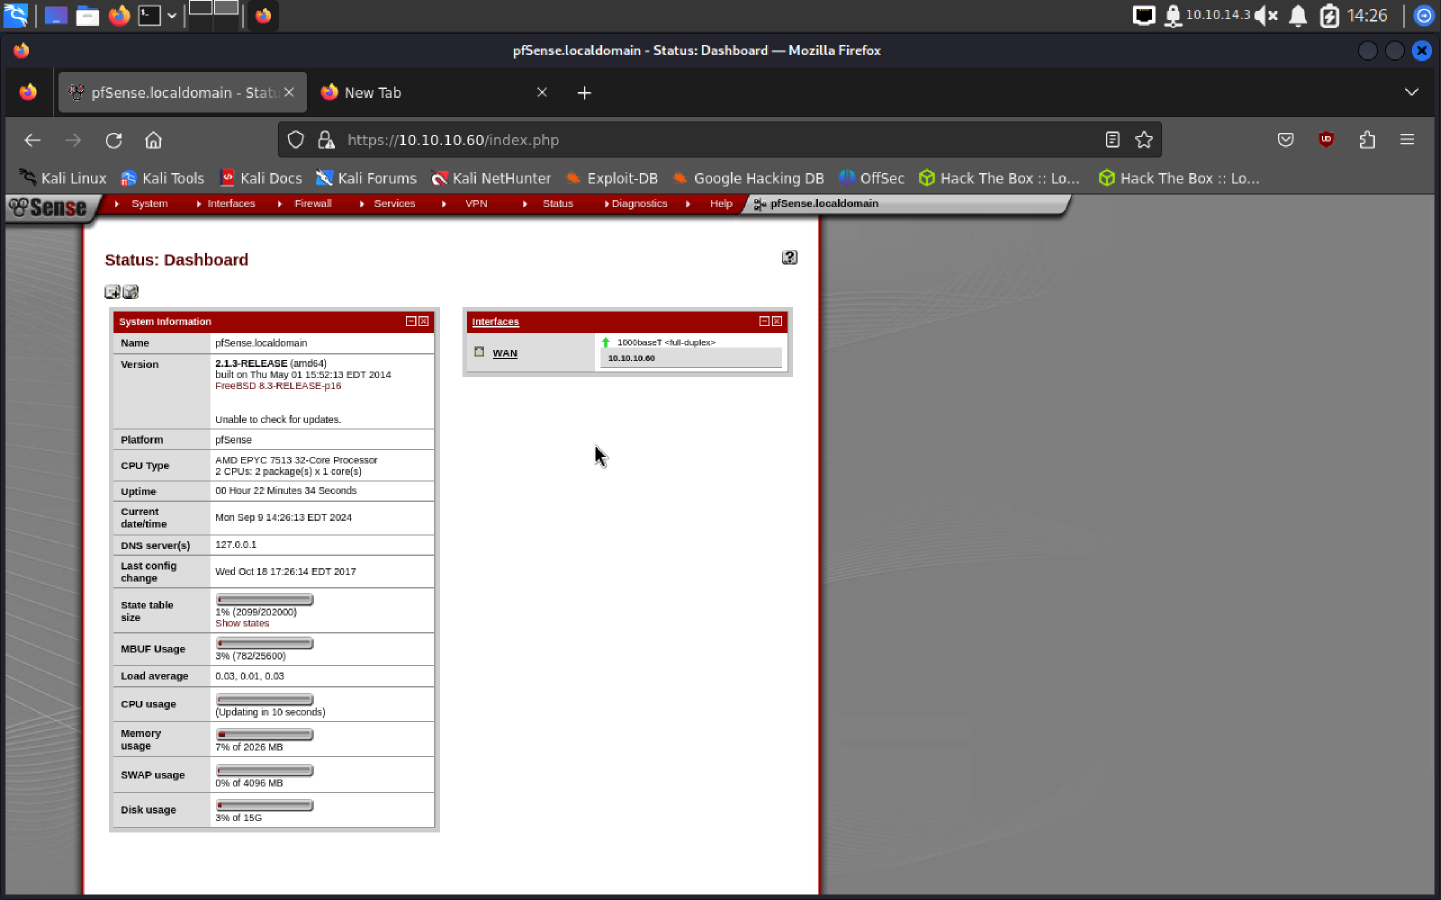 10.10.14.3
14:26
pfSense.localdomain - Status: Dashboard — Mozilla Firefox
pfSense.localdomain - Statu
New Tab
https://10.10.10.60/index.php
Kali Linux
Kali Tools
Kali Docs
Kali Forums
Kali NetHunter
Exploit-DB
Google Hacking DB
OffSec
Hack The Box :: Lo...
Hack The Box :: Lo...
Sense
System
Interfaces
Firewall
Services
VPN
Status
Diagnostics
Help
pfSense.localdomain
Status: Dashboard
?
System Information
Name
pfSense.localdomain
Version
2.1.3-RELEASE (amd64)
built on Thu May 01 15:52:13 EDT 2014
FreeBSD 8.3-RELEASE-p16
Unable to check for updates.
Platform
pfSense
CPU Type
AMD EPYC 7513 32-Core Processor
2 CPUs: 2 package(s) x 1 core(s)
Uptime
00 Hour 22 Minutes 34 Seconds
Current
date/time
Mon Sep 9 14:26:13 EDT 2024
DNS server(s)
127.0.0.1
Last config
change
Wed Oct 18 17:26:14 EDT 2017
State table
size
1% (2099/202000)
Show states
MBUF Usage
3% (782/25600)
Load average
0.03, 0.01, 0.03
CPU usage
(Updating in 10 seconds)
Memory
usage
7% of 2026 MB
SWAP usage
0% of 4096 MB
Disk usage
3% of 15G
Interfaces
WAN
1000baseT <full-duplex>
10.10.10.60